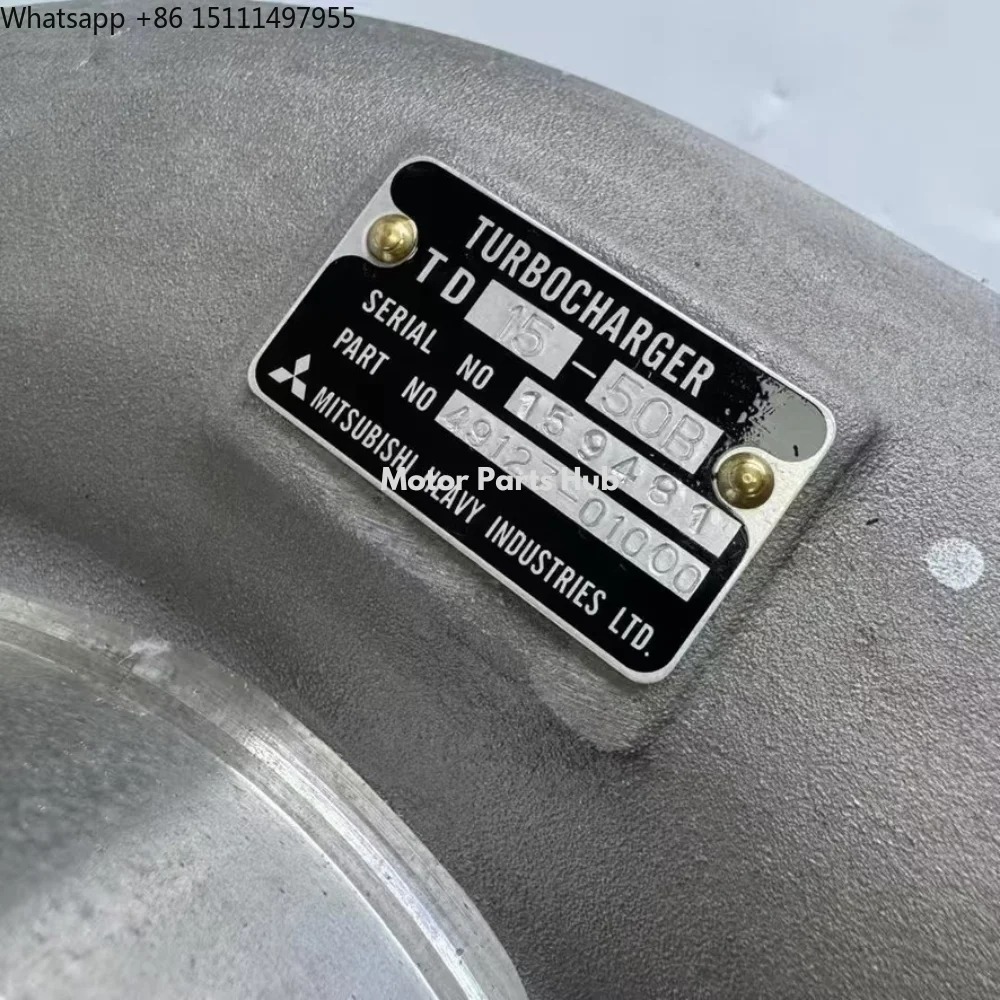 Whatsapp +86 15111497955
TURBOCHARGER
TD 15 - 50B
SERIAL NO 159481
PART NO 49127-01000
MITSUBISHI HEAVY INDUSTRIES LTD.
Motor Parts Hub